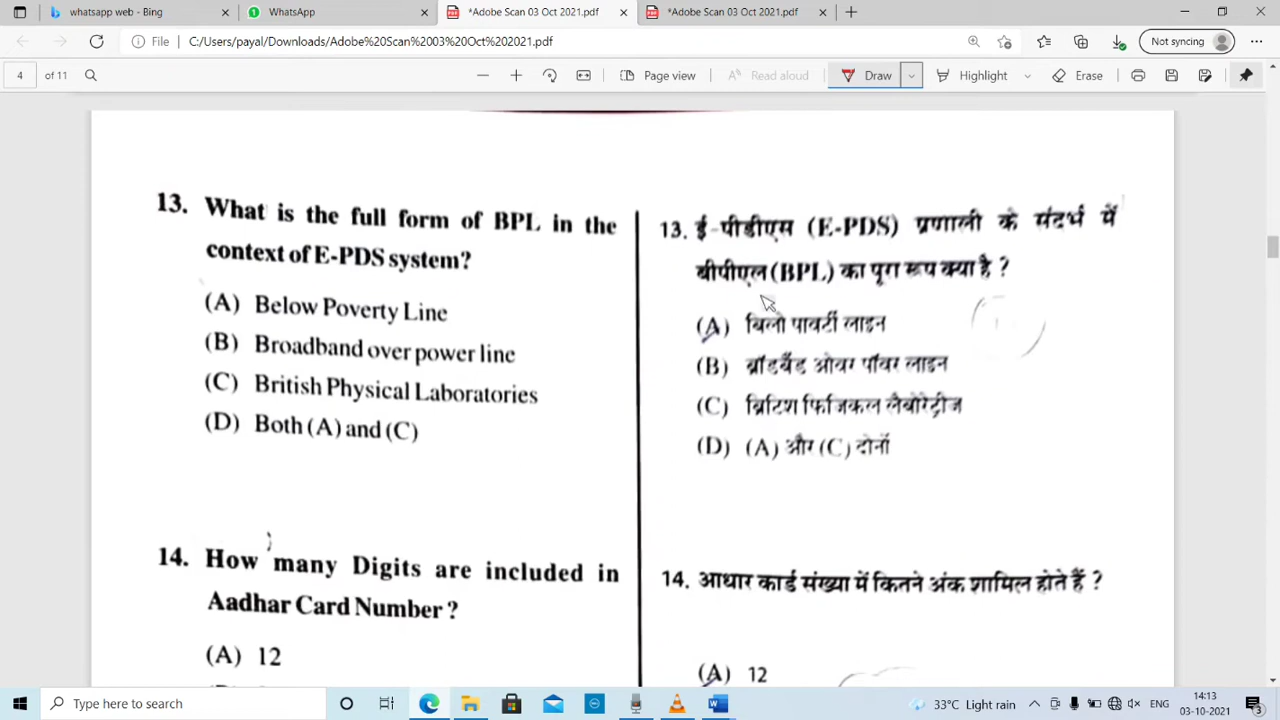 whatsapp web - Bing
WhatsApp
*Adobe Scan 03 Oct 2021.pdf
*Adobe Scan 03 Oct 2021.pdf
File
C:/Users/payal/Downloads/Adobe%20Scan%2003%20Oct%202021.pdf
Not syncing
4 of 11
Page view
Read aloud
Draw
Highlight
Erase
13. What is the full form of BPL in the
context of E-PDS system?
(A) Below Poverty Line
(B) Broadband over power line
(C) British Physical Laboratories
(D) Both (A) and (C)
14. How many Digits are included in
Aadhar Card Number ?
(A) 12
13. ई-पीडीएस (E-PDS) प्रणाली के संदर्भ में
बीपीएल (BPL) का पूरा रूप क्या है ?
(A) बिलो पावर्टी लाइन
(B) ब्रॉडबैंड ओवर पॉवर लाइन
(C) ब्रिटिश फिजिकल लैबोरेट्रीज
(D) (A) और (C) दोनों
14. आधार कार्ड संख्या में कितने अंक शामिल होते हैं ?
(A) 12
Type here to search
33°C Light rain
ENG
14:13
03-10-2021
3